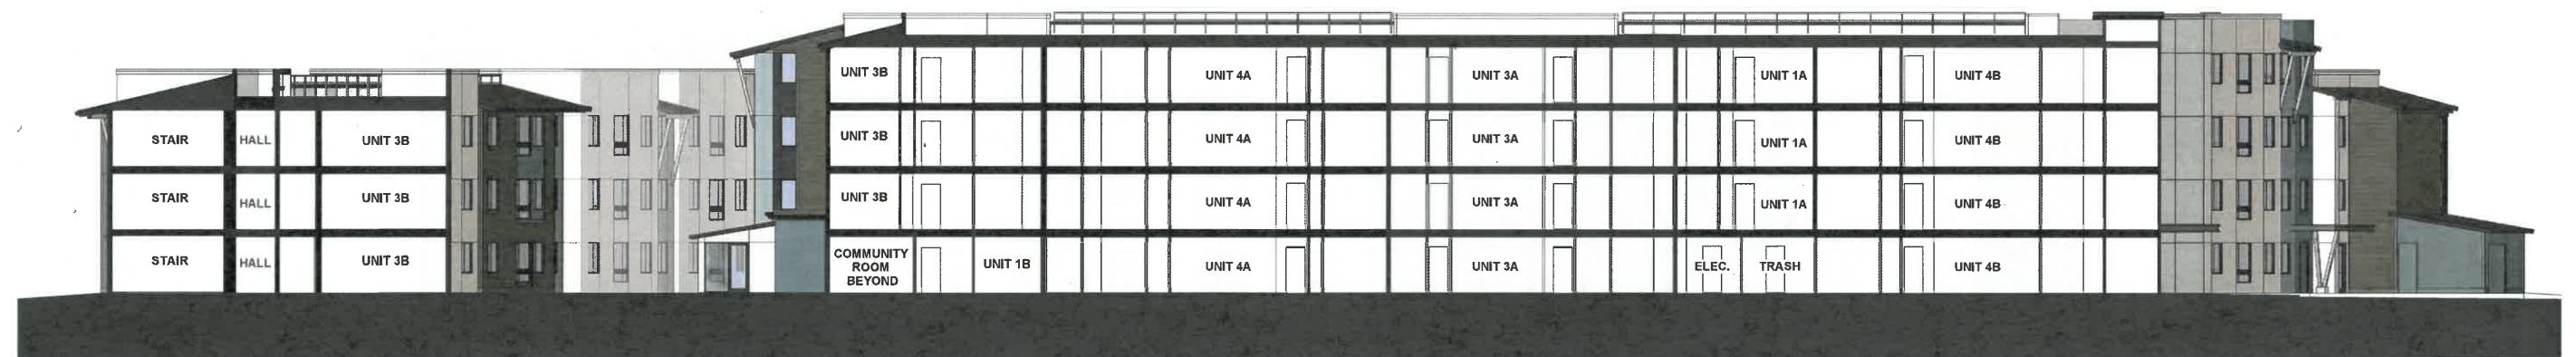 UNIT 3B
UNIT 4A
UNIT 3A
UNIT 1A
UNIT 4B
STAIR
HALL
UNIT 3B
UNIT 3B
UNIT 4A
UNIT 3A
UNIT 1A
UNIT 4B
STAIR
HALL
UNIT 3B
UNIT 3B
UNIT 4A
UNIT 3A
UNIT 1A
UNIT 4B
STAIR
HALL
UNIT 3B
COMMUNITY
ROOM
BEYOND
UNIT 1B
UNIT 4A
UNIT 3A
ELEC.
TRASH
UNIT 4B